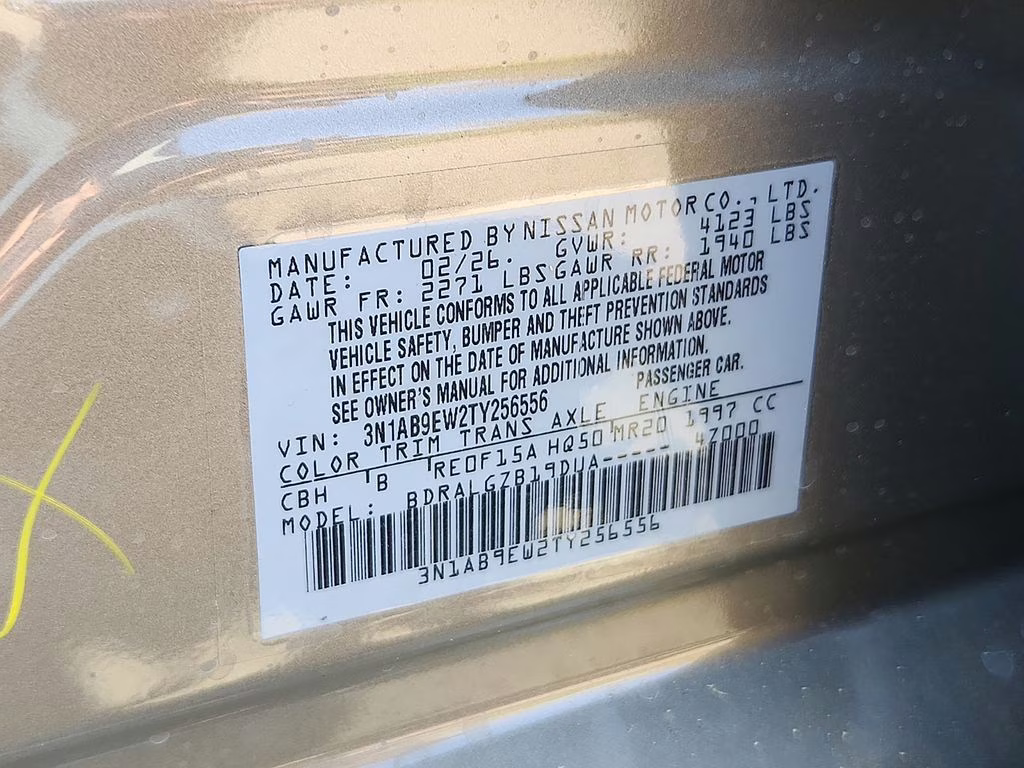 MANUFACTURED BY NISSAN MOTOR CO., LTD.
DATE: 02/26. GVWR: 4123 LBS
GAWR FR: 2271 LBS GAWR RR: 1940 LBS
THIS VEHICLE CONFORMS TO ALL APPLICABLE FEDERAL MOTOR
VEHICLE SAFETY, BUMPER AND THEFT PREVENTION STANDARDS
IN EFFECT ON THE DATE OF MANUFACTURE SHOWN ABOVE.
SEE OWNER'S MANUAL FOR ADDITIONAL INFORMATION.
VIN: 3N1AB9EW2TY256556 PASSENGER CAR.
COLOR TRIM TRANS AXLE ENGINE
CBH B RE0F15A HQ50 MR20 1997 CC
MODEL: BDRALGZB19DUA----- 47000
3N1AB9EW2TY256556